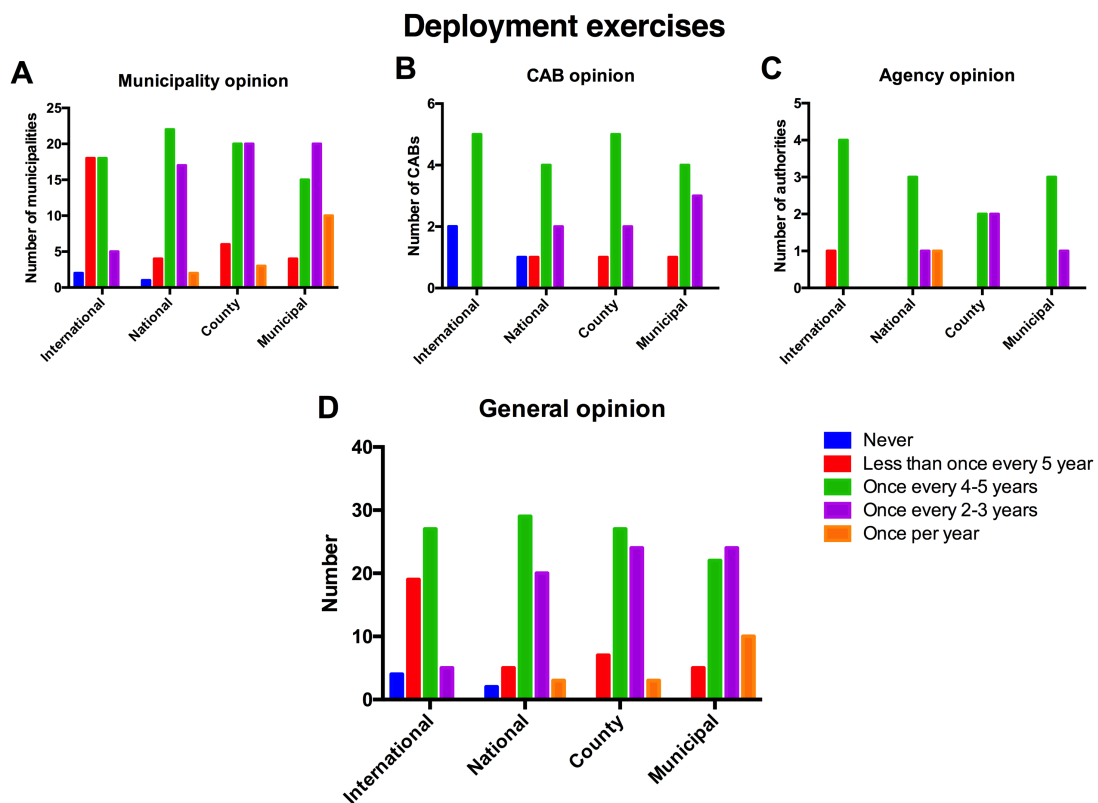 Deployment exercises
A
Municipality opinion
Number of municipalities
25
20
15
10
5
0
International
National
County
Municipal
B
CAB opinion
Number of CABs
6
4
2
0
International
National
County
Municipal
C
Agency opinion
Number of authorities
5
4
3
2
1
0
International
National
County
Municipal
D
General opinion
Number
40
30
20
10
0
International
National
County
Municipal
Never
Less than once every 5 year
Once every 4-5 years
Once every 2-3 years
Once per year